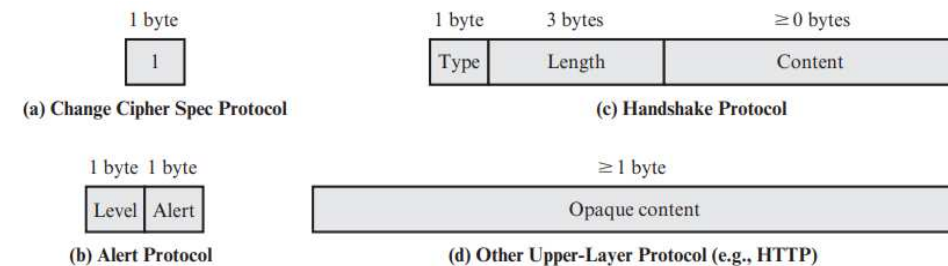 1 byte
1
(a) Change Cipher Spec Protocol
1 byte 3 bytes ≥ 0 bytes
Type Length Content
(c) Handshake Protocol
1 byte 1 byte
Level Alert
(b) Alert Protocol
≥ 1 byte
Opaque content
(d) Other Upper-Layer Protocol (e.g., HTTP)